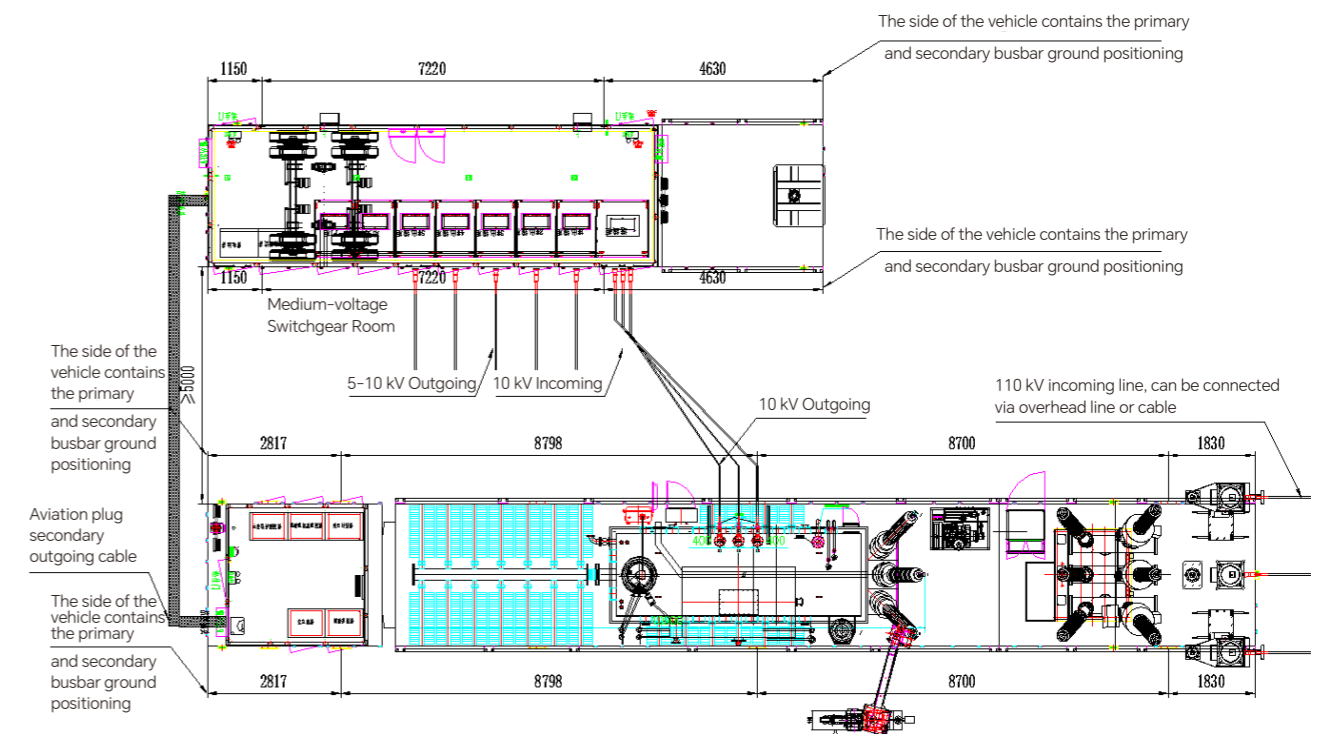 The side of the vehicle contains the primary
and secondary busbar ground positioning
1150
7220
4630
The side of the vehicle contains the primary
and secondary busbar ground positioning
1150
7220
4630
Medium-voltage
Switchgear Room
The side of the
vehicle contains
the primary
and secondary
busbar ground
positioning
≥5000
5-10 kV Outgoing
10 kV Incoming
10 kV Outgoing
110 kV incoming line, can be connected
via overhead line or cable
2817
8798
8700
1830
Aviation plug
secondary
outgoing cable
400
The side of the
vehicle contains
the primary
and secondary
busbar ground
positioning
2817
8798
8700
1830